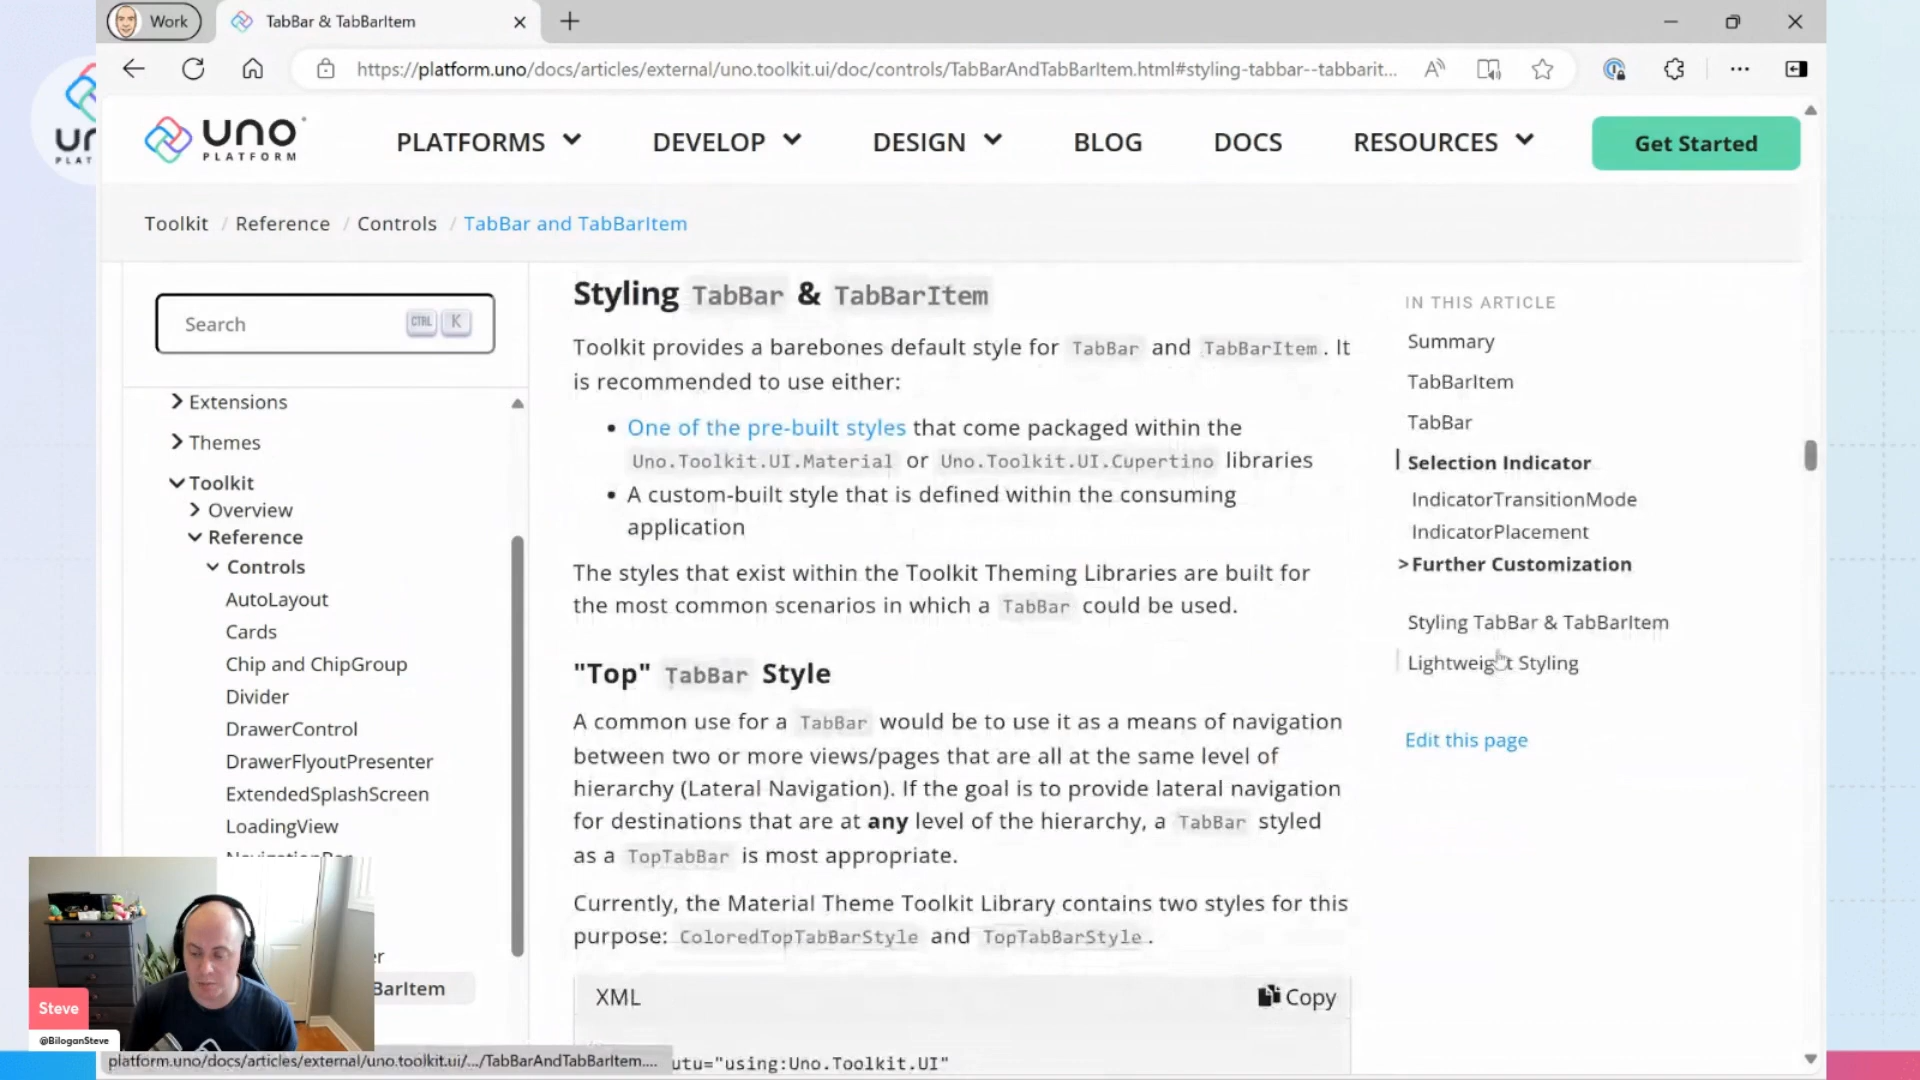 Work
TabBar & TabBarItem
https://platform.uno/docs/articles/external/uno.toolkit.ui/doc/controls/TabBarAndTabBarItem.html#styling-tabbar--tabbarit...
UNO
PLATFORM
PLATFORMS
DEVELOP
DESIGN
BLOG
DOCS
RESOURCES
Get Started
Toolkit / Reference / Controls / TabBar and TabBarItem
Search
CTRL K
Extensions
Themes
Toolkit
Overview
Reference
Controls
AutoLayout
Cards
Chip and ChipGroup
Divider
DrawerControl
DrawerFlyoutPresenter
ExtendedSplashScreen
LoadingView
er
BarItem
Styling TabBar & TabBarItem
Toolkit provides a barebones default style for TabBar and TabBarItem. It
is recommended to use either:
• One of the pre-built styles that come packaged within the
Uno.Toolkit.UI.Material or Uno.Toolkit.UI.Cupertino libraries
• A custom-built style that is defined within the consuming
application
The styles that exist within the Toolkit Theming Libraries are built for
the most common scenarios in which a TabBar could be used.
"Top" TabBar Style
A common use for a TabBar would be to use it as a means of navigation
between two or more views/pages that are all at the same level of
hierarchy (Lateral Navigation). If the goal is to provide lateral navigation
for destinations that are at any level of the hierarchy, a TabBar styled
as a TopTabBar is most appropriate.
Currently, the Material Theme Toolkit Library contains two styles for this
purpose: ColoredTopTabBarStyle and TopTabBarStyle.
XML
Copy
utu="using:Uno.Toolkit.UI"
IN THIS ARTICLE
Summary
TabBarItem
TabBar
Selection Indicator
IndicatorTransitionMode
IndicatorPlacement
>Further Customization
Styling TabBar & TabBarItem
Lightweight Styling
Edit this page
Steve
@BiloganSteve
platform.uno/docs/articles/external/uno.toolkit.ui/.../TabBarAndTabBarItem....